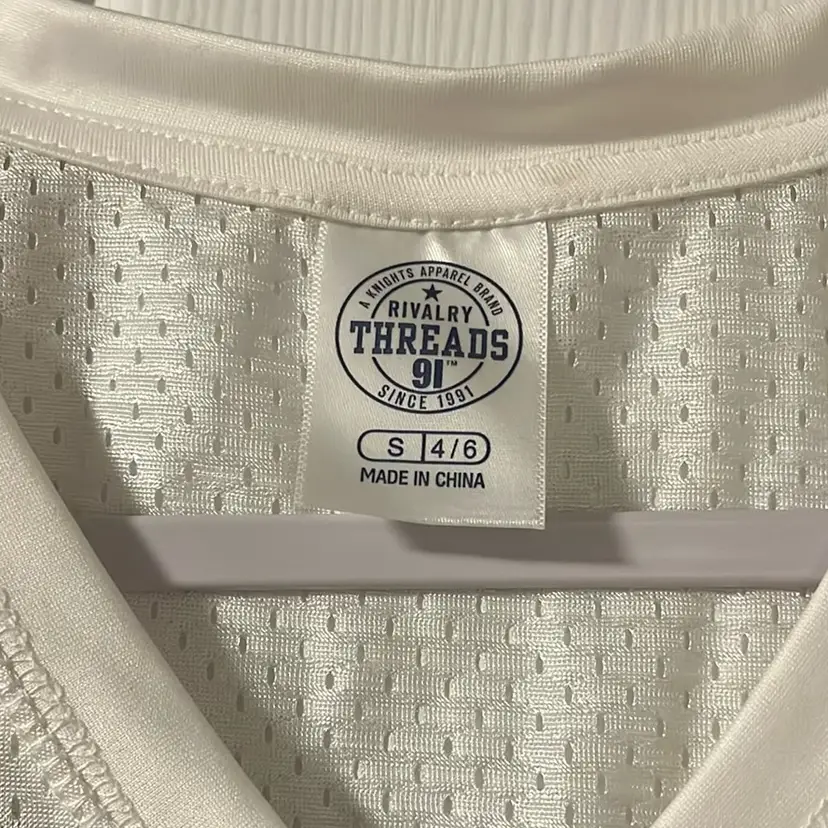 A KNIGHTS APPAREL BRAND
RIVALRY
THREADS
91™
SINCE 1991
S 4/6
MADE IN CHINA